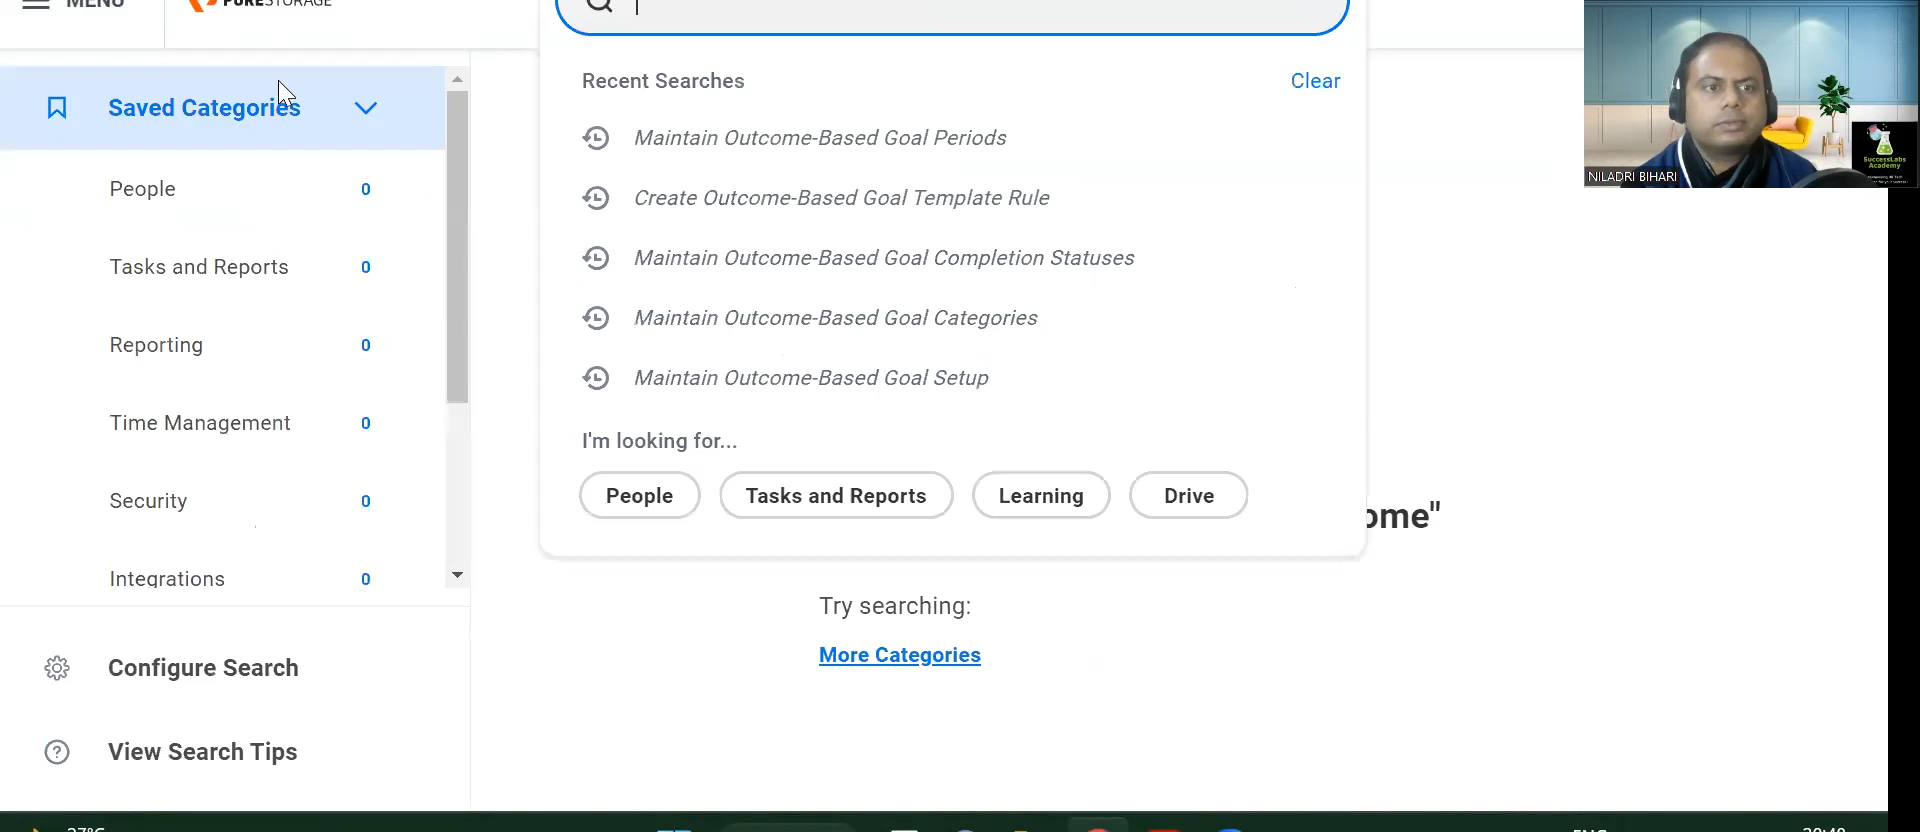 MENU
PURESTORAGE
Saved Categories
People 0
Tasks and Reports 0
Reporting 0
Time Management 0
Security 0
Integrations 0
Configure Search
View Search Tips
Recent Searches Clear
Maintain Outcome-Based Goal Periods
Create Outcome-Based Goal Template Rule
Maintain Outcome-Based Goal Completion Statuses
Maintain Outcome-Based Goal Categories
Maintain Outcome-Based Goal Setup
I'm looking for...
People Tasks and Reports Learning Drive
ome"
Try searching:
More Categories
NILADRI BIHARI
SuccessLabs
Academy